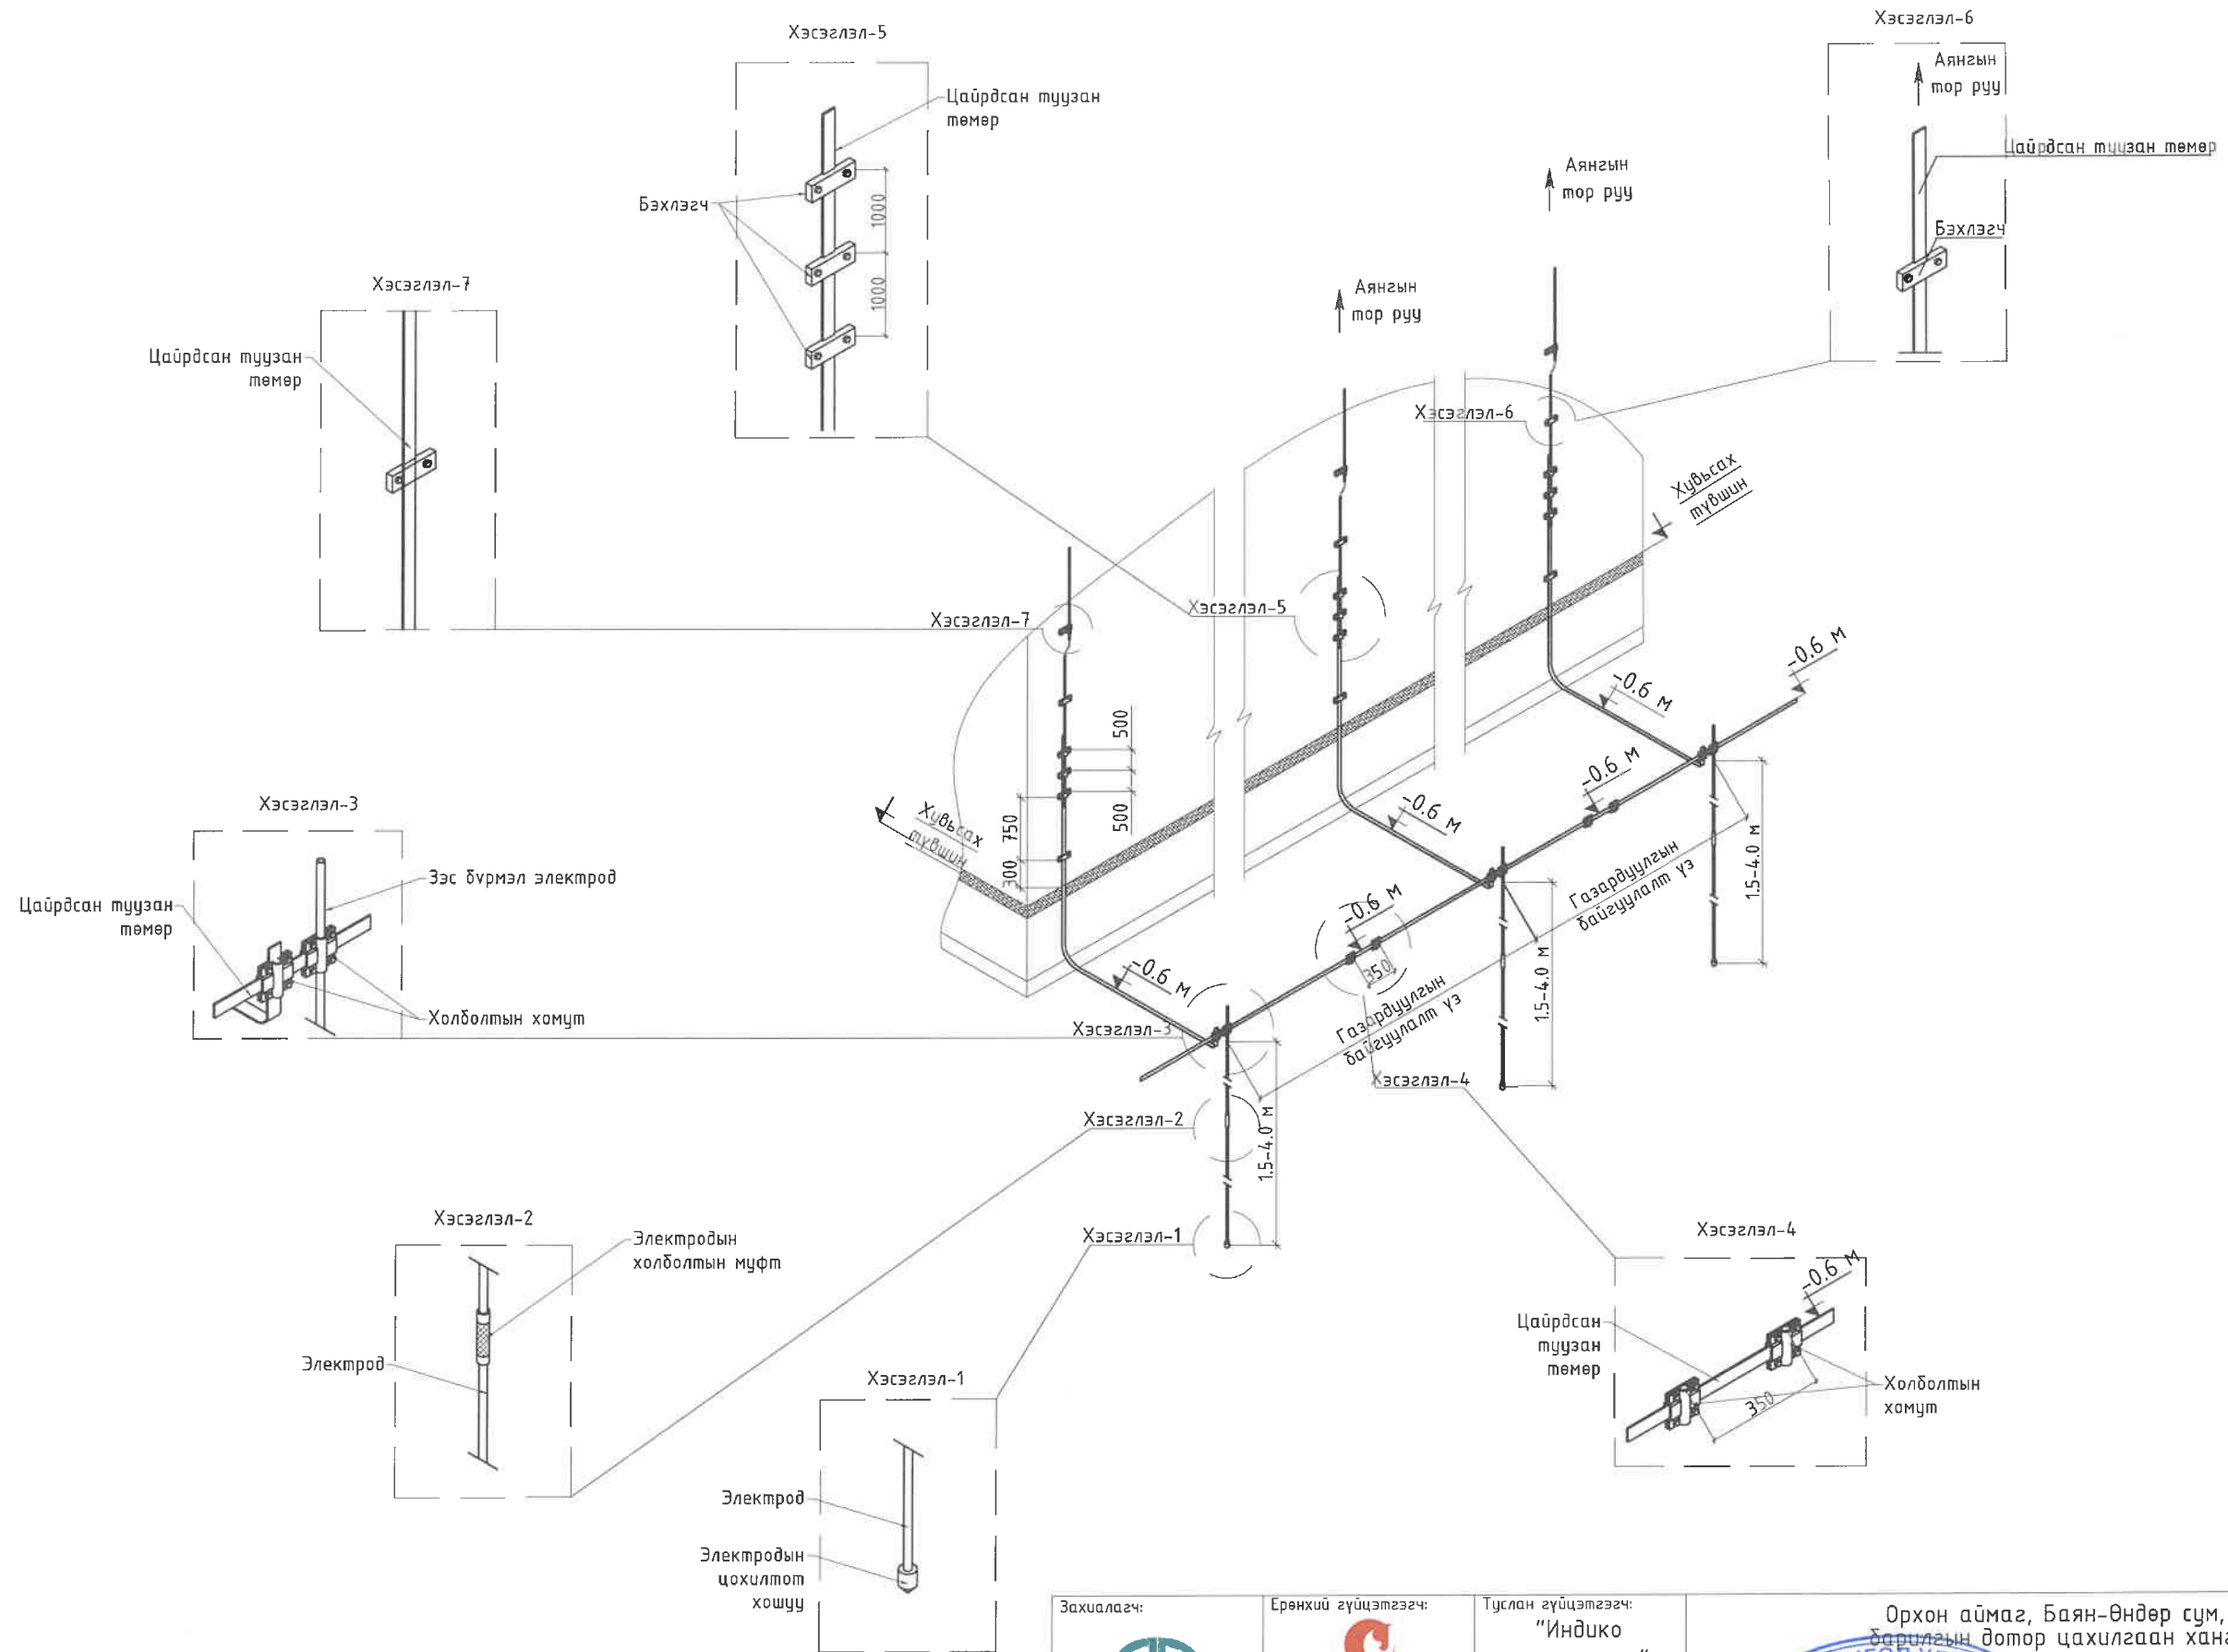 Хэсэглэл-5
Хэсэглэл-6
Цайрдсан туузан
төмөр
Бэхлэгч
1000
1000
Аянгын
тор руу
Цайрдсан туузан төмөр
Бэхлэгч
Аянгын
тор руу
Аянгын
тор руу
Хэсэглэл-7
Цайрдсан туузан
төмөр
Хэсэглэл-6
Хувьсах
түвшин
Хэсэглэл-5
Хэсэглэл-7
-0.6 м
-0.6 м
-0.6 м
-0.6 м
-0.6 м
-0.6 м
500
500
750
300
Хувьсах
түвшин
350
Газардуулгын
байгуулалт үз
Газардуулгын
байгуулалт үз
1.5-4.0 м
1.5-4.0 м
1.5-4.0 м
Хэсэглэл-3
Зэс бүрмэл электрод
Цайрдсан туузан
төмөр
Холболтын хомут
Хэсэглэл-3
Хэсэглэл-4
Хэсэглэл-2
Хэсэглэл-1
Хэсэглэл-2
Электродын
холболтын муфт
Электрод
Хэсэглэл-1
Электрод
Электродын
цохилтот
хошуу
Хэсэглэл-4
-0.6 м
Цайрдсан
туузан
төмөр
350
Холболтын
хомут
Захиалагч:
Ерөнхий гүйцэтгэгч:
Туслан гүйцэтгэгч:
"Индико
Орхон аймаг, Баян-Өндөр сум,
барилгын дотор цахилгаан